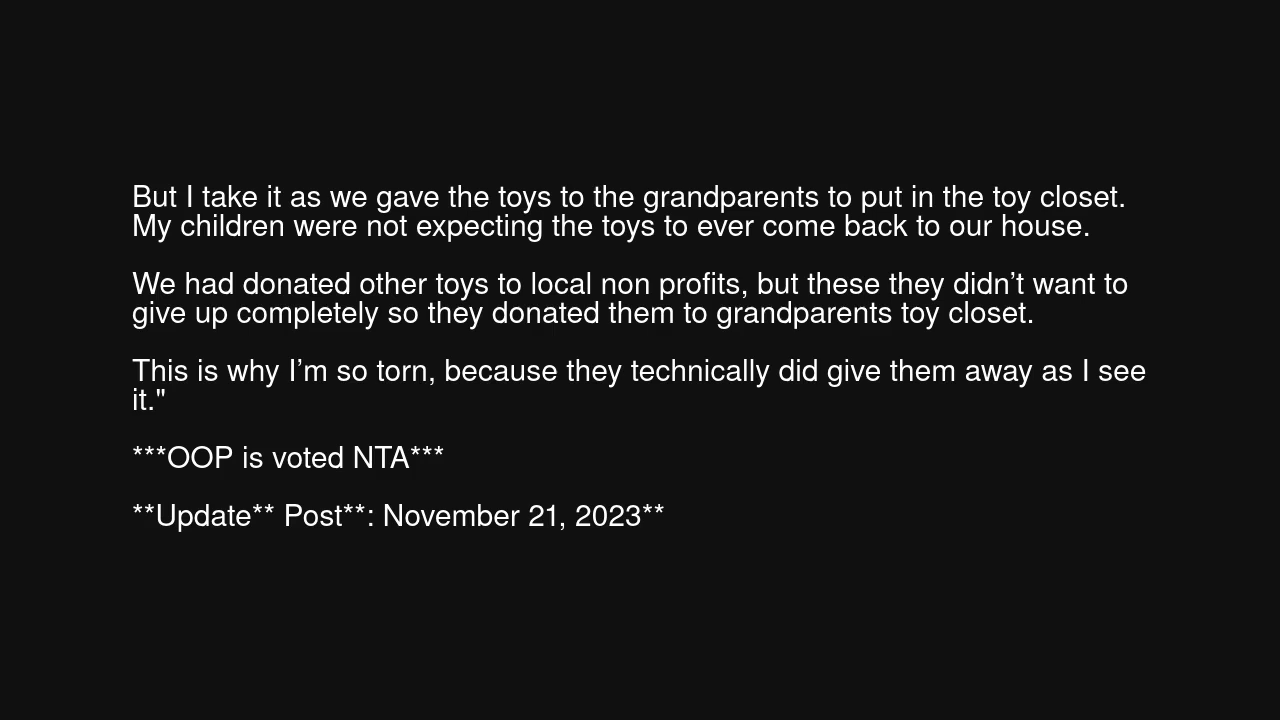 But I take it as we gave the toys to the grandparents to put in the toy closet.
My children were not expecting the toys to ever come back to our house.
We had donated other toys to local non profits, but these they didn’t want to
give up completely so they donated them to grandparents toy closet.
This is why I’m so torn, because they technically did give them away as I see
it."
***OOP is voted NTA***
**Update** Post**: November 21, 2023**